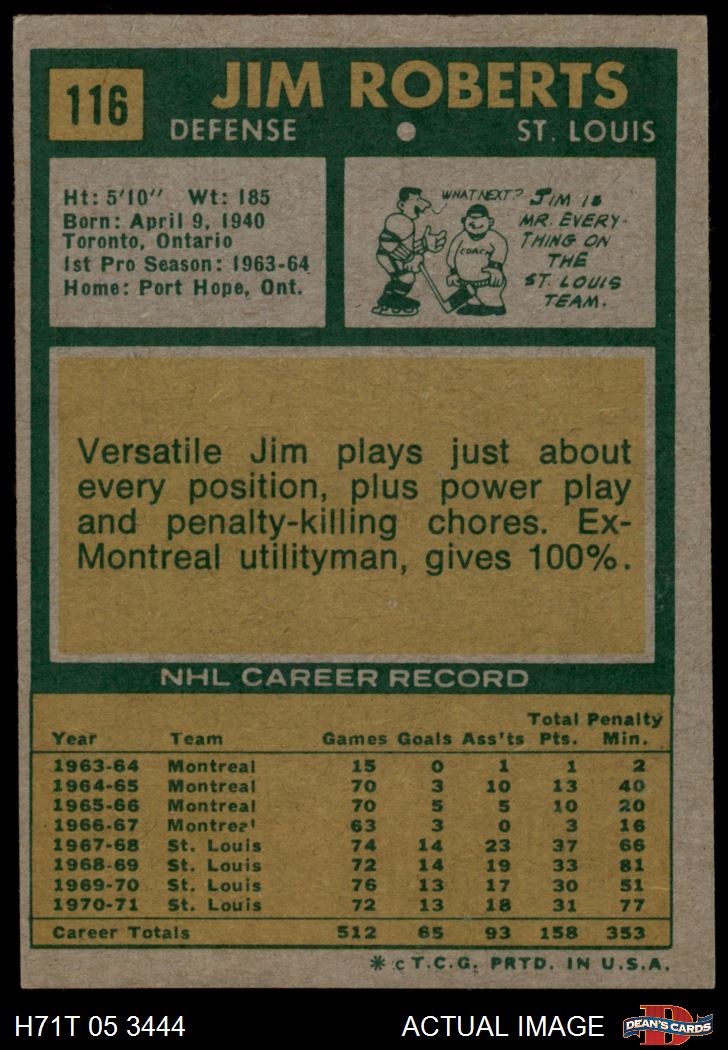 116
JIM ROBERTS
DEFENSE
ST. LOUIS
Ht: 5'10'' Wt: 185
Born: April 9, 1940
Toronto, Ontario
1st Pro Season: 1963-64
Home: Port Hope, Ont.
WHAT NEXT?
COACH
JIM IS
MR. EVERY-
THING ON
THE
ST. LOUIS
TEAM.
Versatile Jim plays just about
every position, plus power play
and penalty-killing chores. Ex-
Montreal utilityman, gives 100%.
NHL CAREER RECORD
Total Penalty
Year Team Games Goals Ass'ts Pts. Min.
1963-64 Montreal 15 0 1 1 2
1964-65 Montreal 70 3 10 13 40
1965-66 Montreal 70 5 5 10 20
1966-67 Montreal 63 3 0 3 16
1967-68 St. Louis 74 14 23 37 66
1968-69 St. Louis 72 14 19 33 81
1969-70 St. Louis 76 13 17 30 51
1970-71 St. Louis 72 13 18 31 77
Career Totals 512 65 93 158 353
* © T.C.G. PRTD. IN U.S.A.
H71T 05 3444
ACTUAL IMAGE
D
DEAN'S CARDS